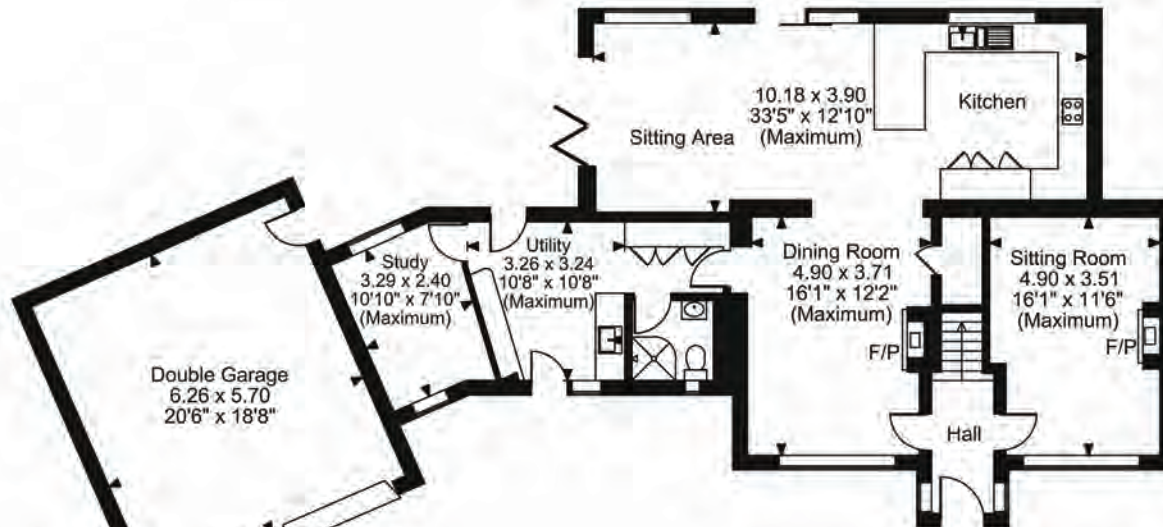 10.18 x 3.90
33'5" x 12'10"
(Maximum)
Kitchen
Sitting Area
Study
3.29 x 2.40
10'10" x 7'10"
(Maximum)
Utility
3.26 x 3.24
10'8" x 10'8"
(Maximum)
Dining Room
4.90 x 3.71
16'1" x 12'2"
(Maximum)
F/P
Sitting Room
4.90 x 3.51
16'1" x 11'6"
(Maximum)
F/P
Double Garage
6.26 x 5.70
20'6" x 18'8"
Hall